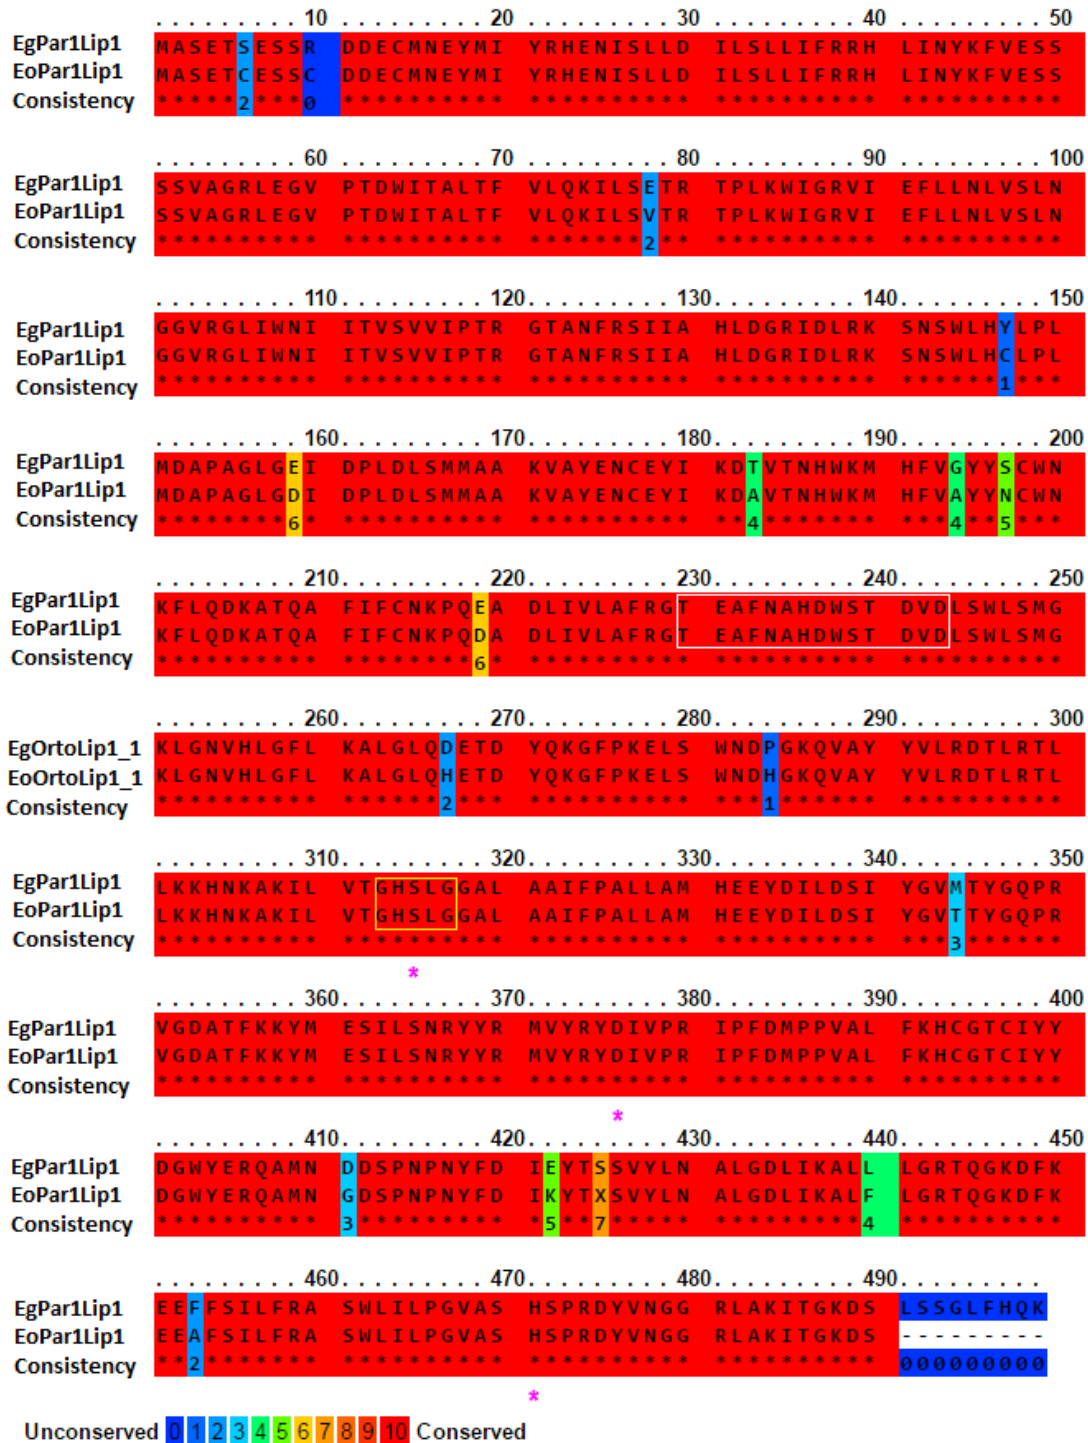 . . . . . . . . . 10 . . . . . . . . . 20 . . . . . . . . . 30 . . . . . . . . . 40 . . . . . . . . . 50
EgPar1Lip1 MASETSESSR DDECMNEYMI YRHENISLLD ILSLLIFRRH LINYKFVESS
EoPar1Lip1 MASETCESSC DDECMNEYMI YRHENISLLD ILSLLIFRRH LINYKFVESS
Consistency *****2***0 ********** ********** ********** **********
. . . . . . . . . 60 . . . . . . . . . 70 . . . . . . . . . 80 . . . . . . . . . 90 . . . . . . . . . 100
EgPar1Lip1 SSVAGRLEGV PTDWITALTF VLQKILSETR TPLKWIGRVI EFLLNLVSLN
EoPar1Lip1 SSVAGRLEGV PTDWITALTF VLQKILSVTR TPLKWIGRVI EFLLNLVSLN
Consistency ********** ********** *******2** ********** **********
. . . . . . . . . 110 . . . . . . . . . 120 . . . . . . . . . 130 . . . . . . . . . 140 . . . . . . . . . 150
EgPar1Lip1 GGVRGLIWNI ITVSVVIPTR GTANFRSIIA HLDGRIDLRK SNSWLHYLPL
EoPar1Lip1 GGVRGLIWNI ITVSVVIPTR GTANFRSIIA HLDGRIDLRK SNSWLHCLPL
Consistency ********** ********** ********** ********** ******1***
. . . . . . . . . 160 . . . . . . . . . 170 . . . . . . . . . 180 . . . . . . . . . 190 . . . . . . . . . 200
EgPar1Lip1 MDAPAGLGEI DPLDLSMMAA KVAYENCEYI KDTVTNHWKM HFVGYYSCWN
EoPar1Lip1 MDAPAGLGDI DPLDLSMMAA KVAYENCEYI KDAVTNHWKM HFVAYYNCWN
Consistency ********6* ********** ********** **4******* ***4**5***
. . . . . . . . . 210 . . . . . . . . . 220 . . . . . . . . . 230 . . . . . . . . . 240 . . . . . . . . . 250
EgPar1Lip1 KFLQDKATQA FIFCNKPQEA DLIVLAFRGT EAFNAHDWST DVDLSWLSMG
EoPar1Lip1 KFLQDKATQA FIFCNKPQDA DLIVLAFRGT EAFNAHDWST DVDLSWLSMG
Consistency ********** ********6* ********** ********** **********
. . . . . . . . . 260 . . . . . . . . . 270 . . . . . . . . . 280 . . . . . . . . . 290 . . . . . . . . . 300
EgOrtoLip1_1 KLGNVHLGFL KALGLQDETD YQKGFPKELS WNDPGKQVAY YVLRDTLRTL
EoOrtoLip1_1 KLGNVHLGFL KALGLQHETD YQKGFPKELS WNDHGKQVAY YVLRDTLRTL
Consistency ********** ******2*** ********** ***1****** **********
. . . . . . . . . 310 . . . . . . . . . 320 . . . . . . . . . 330 . . . . . . . . . 340 . . . . . . . . . 350
EgPar1Lip1 LKKHNKAKIL VTGHSLGGAL AAIFPALLAM HEEYDILDSI YGVMTYGQPR
EoPar1Lip1 LKKHNKAKIL VTGHSLGGAL AAIFPALLAM HEEYDILDSI YGVTTYGQPR
Consistency ********** ********** ********** ********** ***3******
*
. . . . . . . . . 360 . . . . . . . . . 370 . . . . . . . . . 380 . . . . . . . . . 390 . . . . . . . . . 400
EgPar1Lip1 VGDATFKKYM ESILSNRYYR MVYRYDIVPR IPFDMPPVAL FKHCGTCIYY
EoPar1Lip1 VGDATFKKYM ESILSNRYYR MVYRYDIVPR IPFDMPPVAL FKHCGTCIYY
Consistency ********** ********** ********** ********** **********
*
. . . . . . . . . 410 . . . . . . . . . 420 . . . . . . . . . 430 . . . . . . . . . 440 . . . . . . . . . 450
EgPar1Lip1 DGWYERQAMN DDSPNPNYFD IEYTSSVYLN ALGDLIKALL LGRTQGKDFK
EoPar1Lip1 DGWYERQAMN GDSPNPNYFD IKYTXSVYLN ALGDLIKALF LGRTQGKDFK
Consistency ********** 3********* *5**7***** *********4 **********
. . . . . . . . . 460 . . . . . . . . . 470 . . . . . . . . . 480 . . . . . . . . . 490 . . . . . . . .
EgPar1Lip1 EEFFSILFRA SWLILPGVAS HSPRDYVNGG RLAKITGKDS LSSGLFHQK
EoPar1Lip1 EEAFSILFRA SWLILPGVAS HSPRDYVNGG RLAKITGKDS ---------
Consistency **2******* ********** ********** ********** 000000000
*
Unconserved 0 1 2 3 4 5 6 7 8 9 10 Conserved